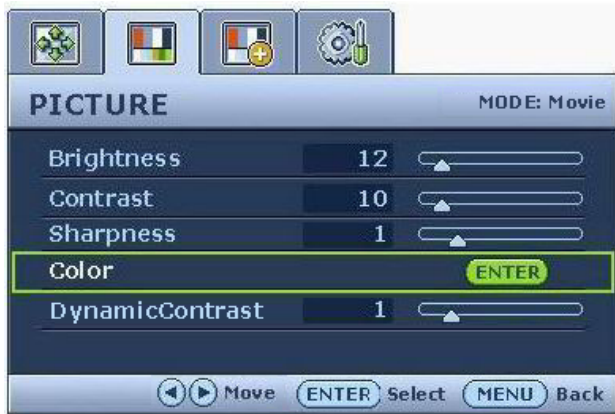 PICTURE MODE: Movie
Brightness 12
Contrast 10
Sharpness 1
Color ENTER
DynamicContrast 1
Move ENTER Select MENU Back